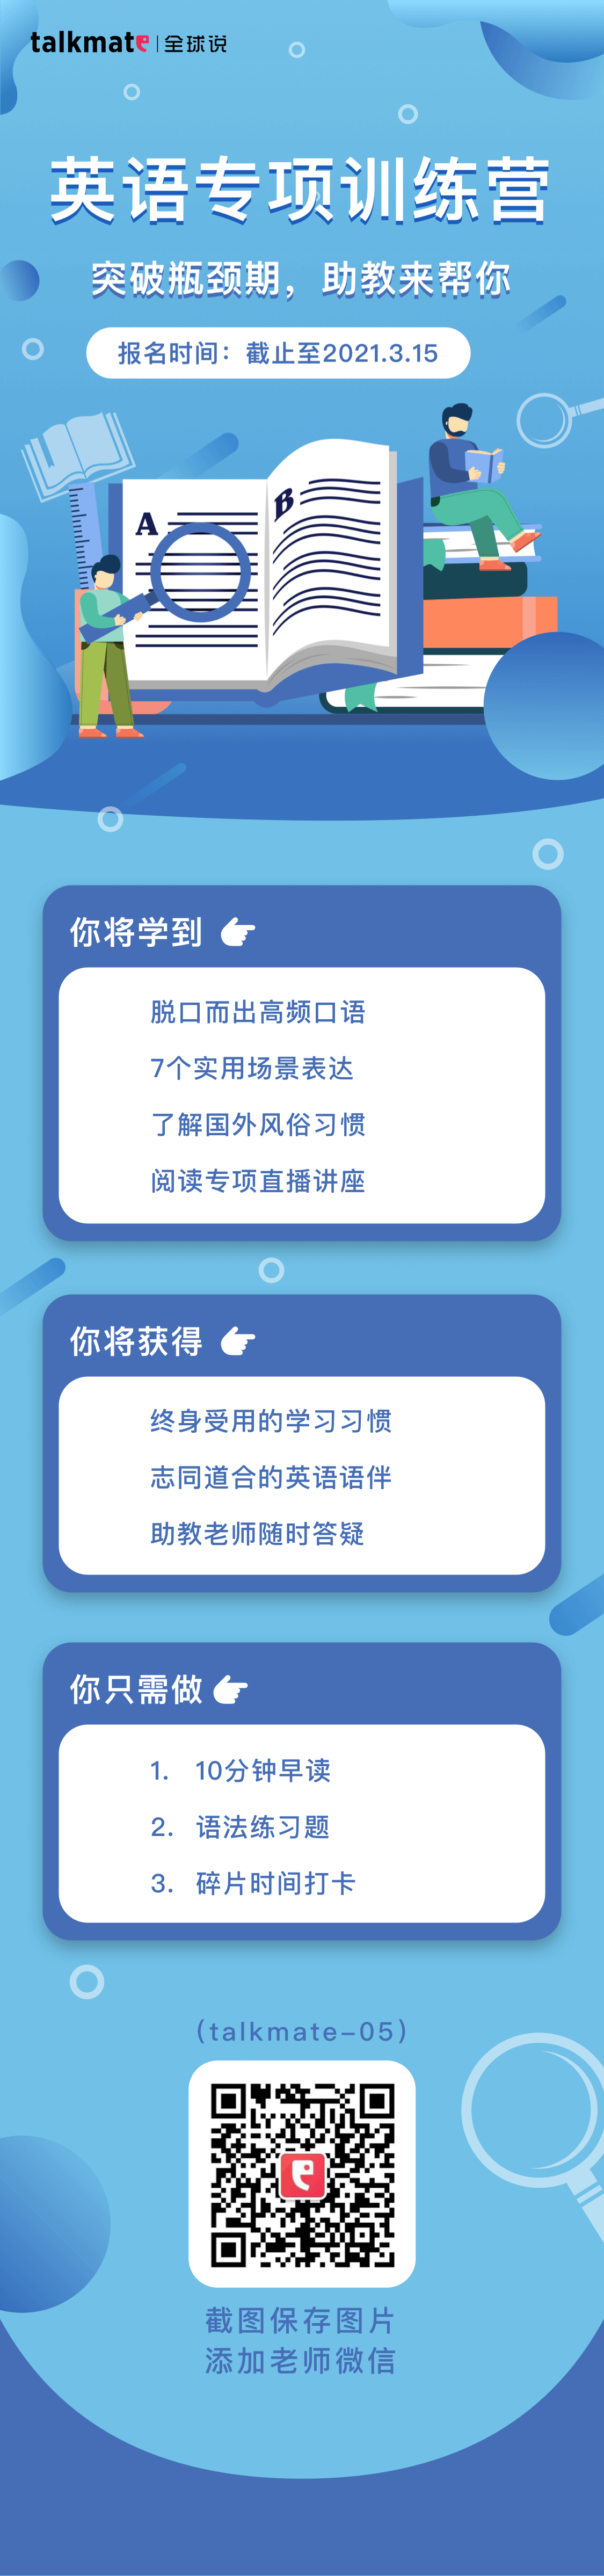 talkmate|全球说
英语专项训练营
突破瓶颈期，助教来帮你
报名时间：截止至2021.3.15
A
B
你将学到
脱口而出高频口语
7个实用场景表达
了解国外风俗习惯
阅读专项直播讲座
你将获得
终身受用的学习习惯
志同道合的英语语伴
助教老师随时答疑
你只需做
1. 10分钟早读
2. 语法练习题
3. 碎片时间打卡
(talkmate-05)
截图保存图片
添加老师微信